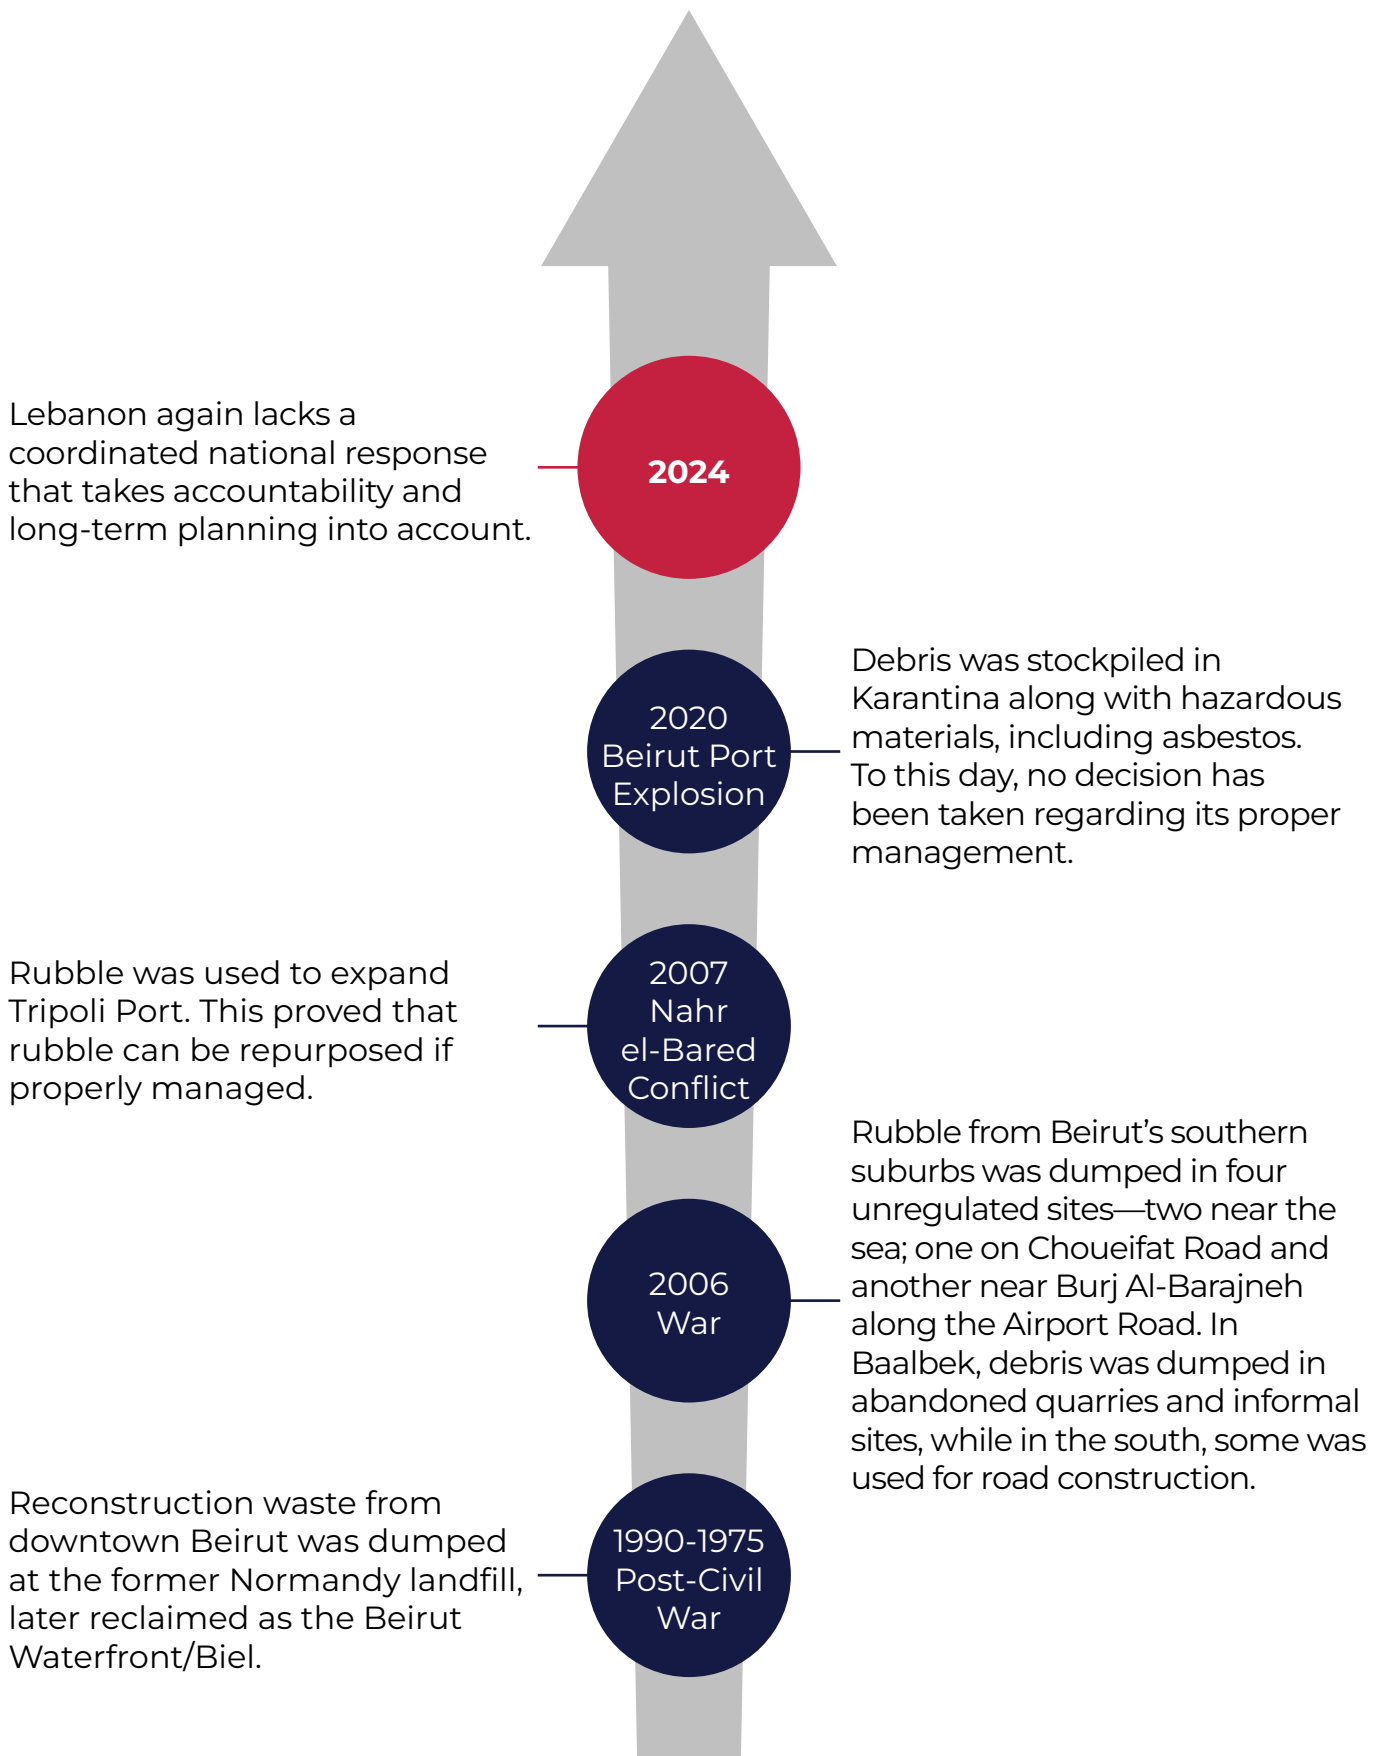 2024
Lebanon again lacks a
coordinated national response
that takes accountability and
long-term planning into account.
2020
Beirut Port
Explosion
Debris was stockpiled in
Karantina along with hazardous
materials, including asbestos.
To this day, no decision has
been taken regarding its proper
management.
2007
Nahr
el-Bared
Conflict
Rubble was used to expand
Tripoli Port. This proved that
rubble can be repurposed if
properly managed.
2006
War
Rubble from Beirut’s southern
suburbs was dumped in four
unregulated sites—two near the
sea; one on Choueifat Road and
another near Burj Al-Barajneh
along the Airport Road. In
Baalbek, debris was dumped in
abandoned quarries and informal
sites, while in the south, some was
used for road construction.
1990-1975
Post-Civil
War
Reconstruction waste from
downtown Beirut was dumped
at the former Normandy landfill,
later reclaimed as the Beirut
Waterfront/Biel.